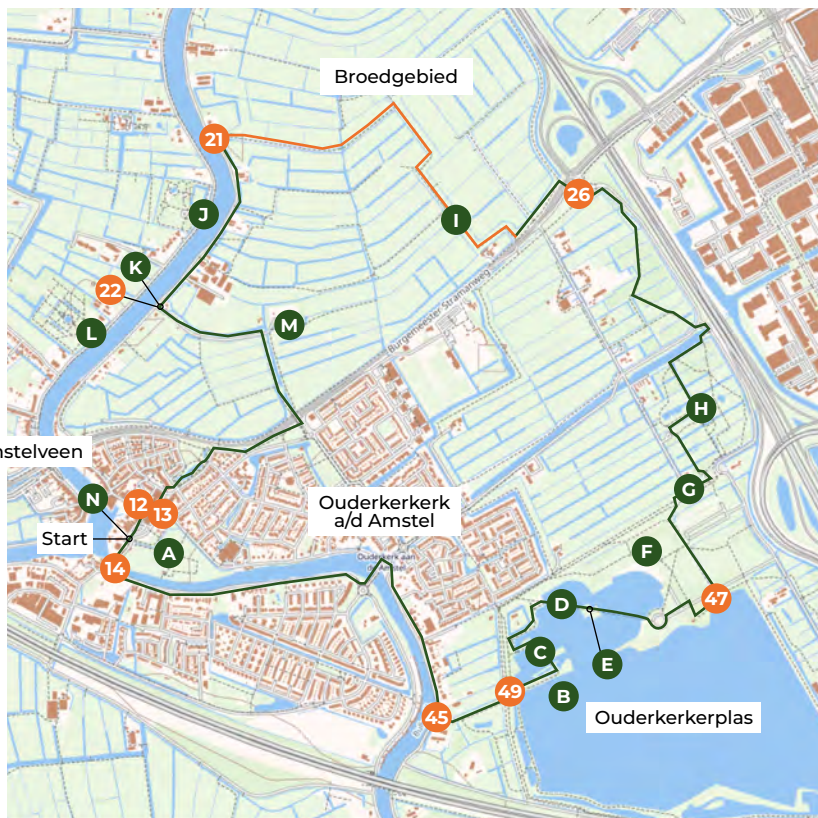 Broedgebied
21
26
J
I
K
22
M
L
Burgemeester Stramanweg
H
nstelveen
N
12
13
Ouderkerkerk
a/d Amstel
G
Start
A
F
14
Ouderkerk aan
de Amstel
47
D
C
E
49
B
45
Ouderkerkerplas